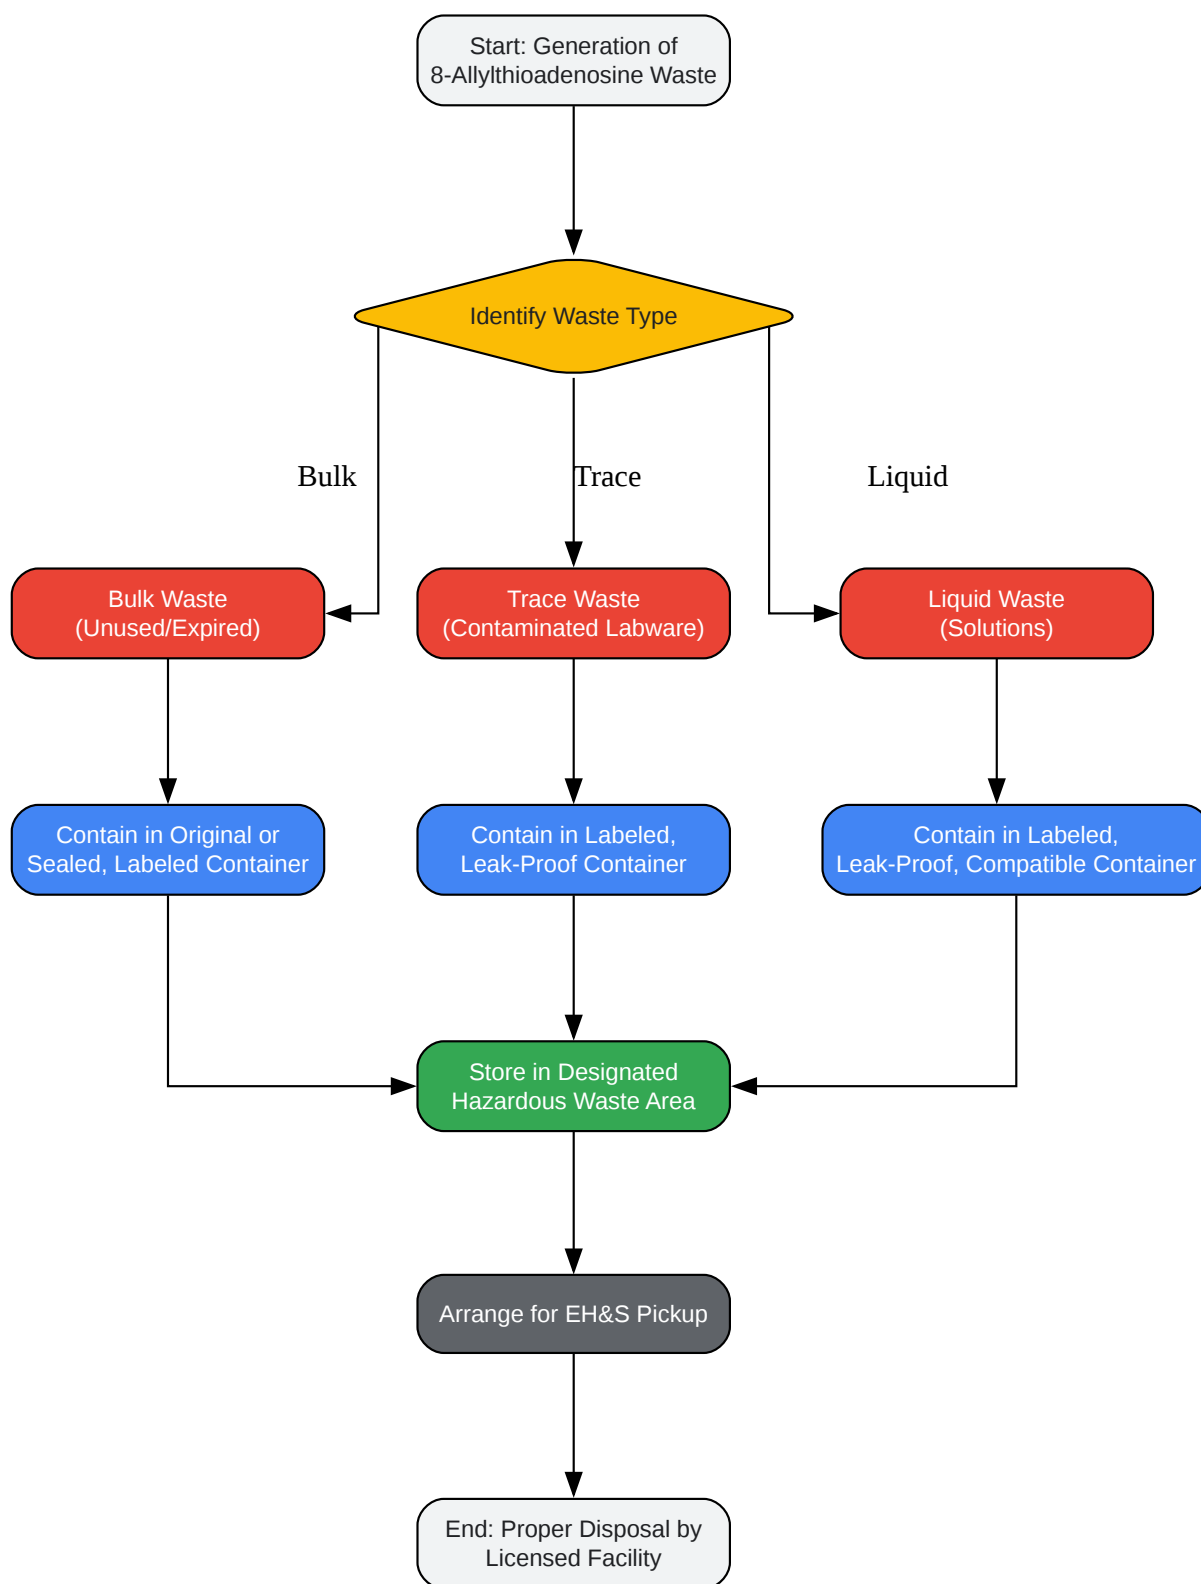 Start: Generation of
8-Allylthioadenosine Waste
Identify Waste Type
Bulk
Trace
Liquid
Bulk Waste
(Unused/Expired)
Trace Waste
(Contaminated Labware)
Liquid Waste
(Solutions)
Contain in Original or
Sealed, Labeled Container
Contain in Labeled,
Leak-Proof Container
Contain in Labeled,
Leak-Proof, Compatible Container
Store in Designated
Hazardous Waste Area
Arrange for EH&S Pickup
End: Proper Disposal by
Licensed Facility